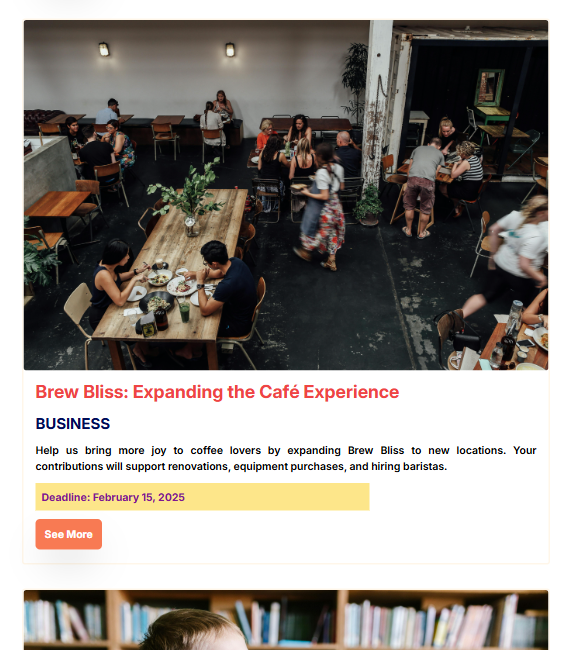 Brew Bliss: Expanding the Café Experience
BUSINESS
Help us bring more joy to coffee lovers by expanding Brew Bliss to new locations. Your
contributions will support renovations, equipment purchases, and hiring baristas.
Deadline: February 15, 2025
See More